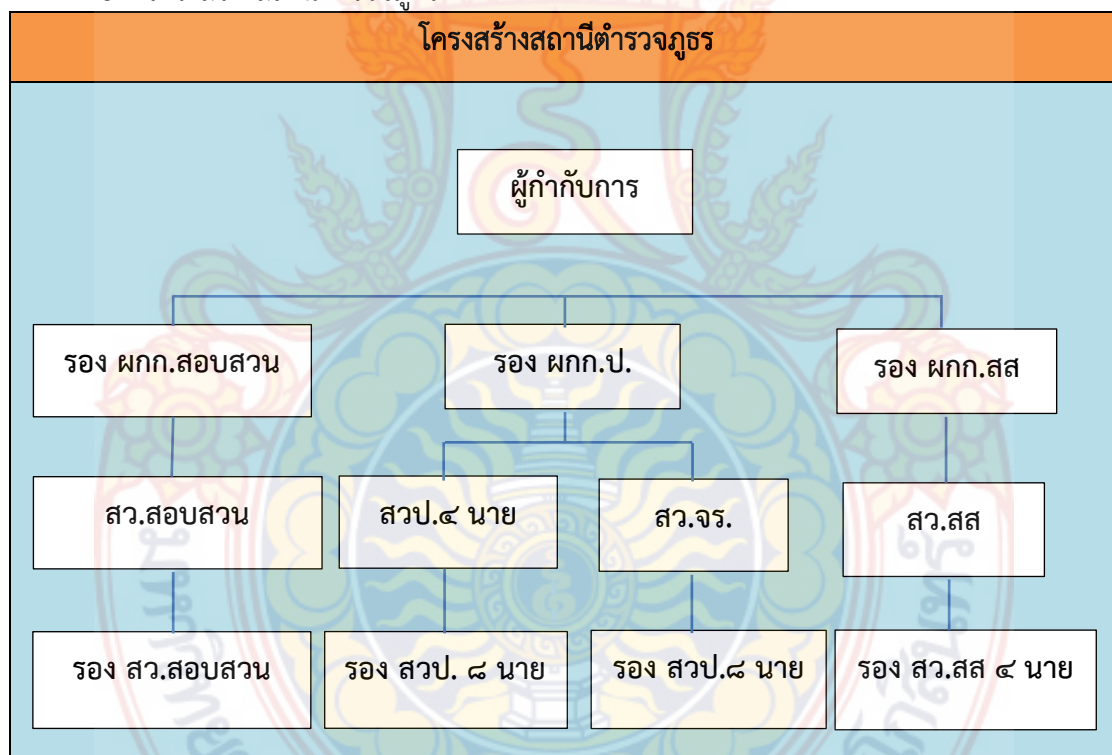 โครงสร้างสถานีตำรวจภูธร
ผู้กำกับการ
รอง ผกก.สอบสวน
รอง ผกก.ป.
รอง ผกก.สส
สว.สอบสวน
สวป.๔ นาย
สว.จร.
สว.สส
รอง สว.สอบสวน
รอง สวป. ๘ นาย
รอง สวป.๘ นาย
รอง สว.สส ๔ นาย